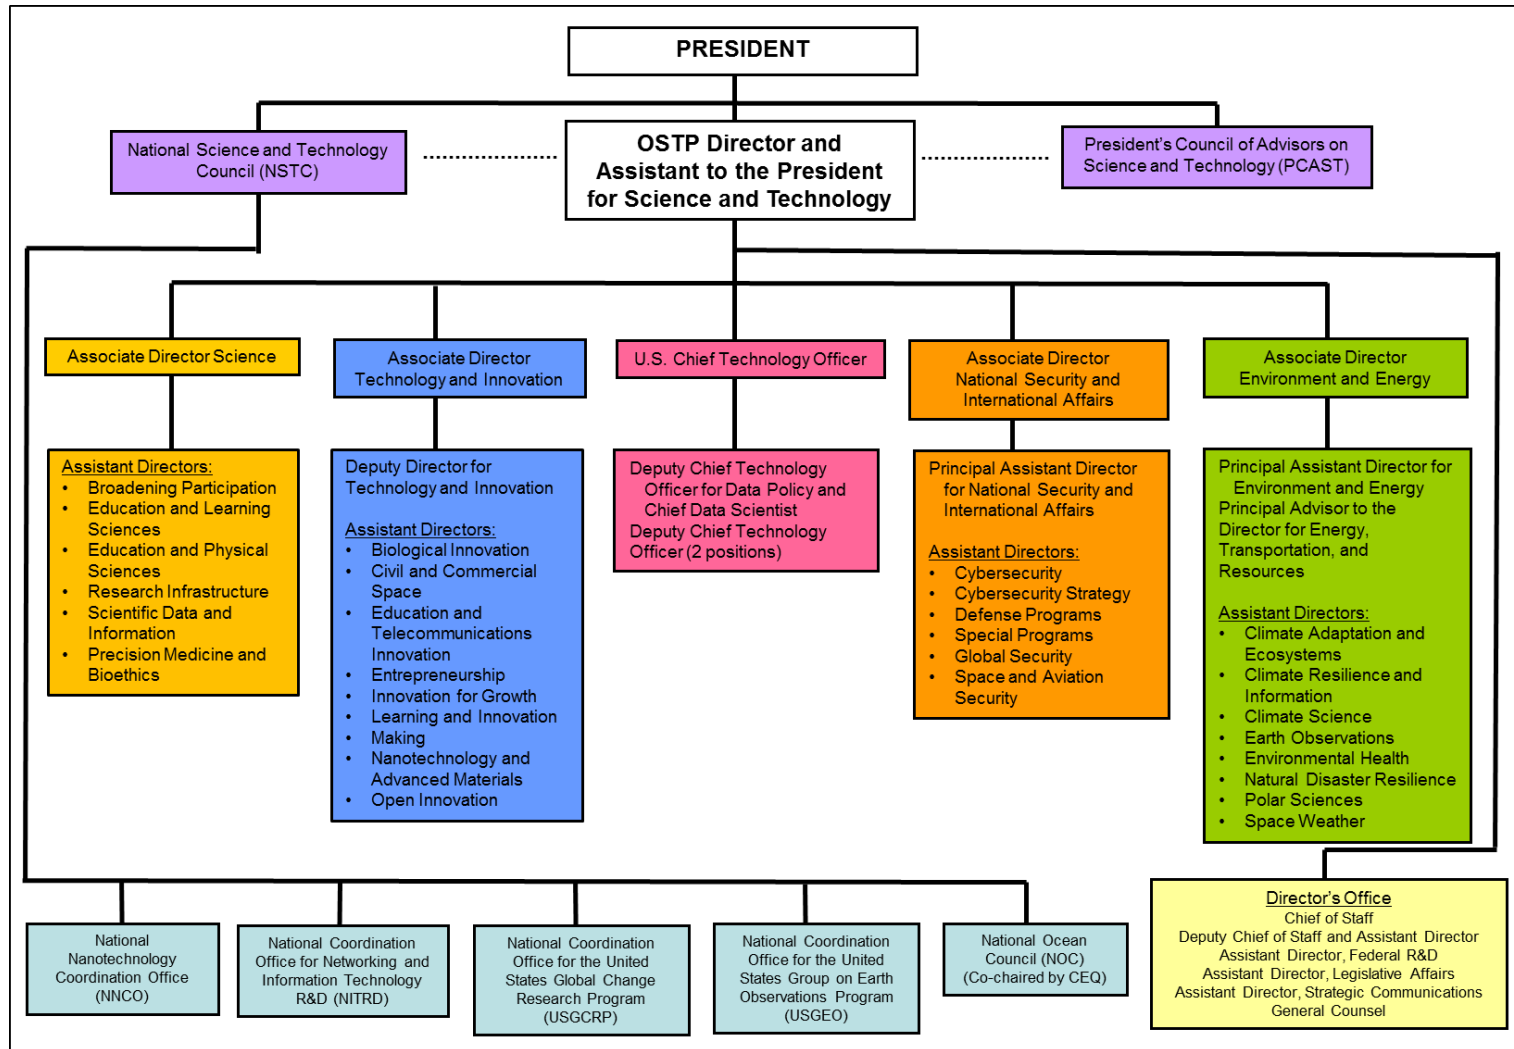 PRESIDENT
National Science and Technology
Council (NSTC)
OSTP Director and
Assistant to the President
for Science and Technology
President's Council of Advisors on
Science and Technology (PCAST)
Associate Director Science
Associate Director
Technology and Innovation
U.S. Chief Technology Officer
Associate Director
National Security and
International Affairs
Associate Director
Environment and Energy
Assistant Directors:
• Broadening Participation
• Education and Learning
Sciences
• Education and Physical
Sciences
• Research Infrastructure
• Scientific Data and
Information
• Precision Medicine and
Bioethics
Deputy Director for
Technology and Innovation
Assistant Directors:
• Biological Innovation
• Civil and Commercial
Space
• Education and
Telecommunications
Innovation
• Entrepreneurship
• Innovation for Growth
• Learning and Innovation
• Making
• Nanotechnology and
Advanced Materials
• Open Innovation
Deputy Chief Technology
Officer for Data Policy and
Chief Data Scientist
Deputy Chief Technology
Officer (2 positions)
Principal Assistant Director
for National Security and
International Affairs
Assistant Directors:
• Cybersecurity
• Cybersecurity Strategy
• Defense Programs
• Special Programs
• Global Security
• Space and Aviation
Security
Principal Assistant Director for
Environment and Energy
Principal Advisor to the
Director for Energy,
Transportation, and
Resources
Assistant Directors:
• Climate Adaptation and
Ecosystems
• Climate Resilience and
Information
• Climate Science
• Earth Observations
• Environmental Health
• Natural Disaster Resilience
• Polar Sciences
• Space Weather
National
Nanotechnology
Coordination Office
(NNCO)
National Coordination
Office for Networking and
Information Technology
R&D (NITRD)
National Coordination
Office for the United
States Global Change
Research Program
(USGCRP)
National Coordination
Office for the United
States Group on Earth
Observations Program
(USGEO)
National Ocean
Council (NOC)
(Co-chaired by CEQ)
Director's Office
Chief of Staff
Deputy Chief of Staff and Assistant Director
Assistant Director, Federal R&D
Assistant Director, Legislative Affairs
Assistant Director, Strategic Communications
General Counsel